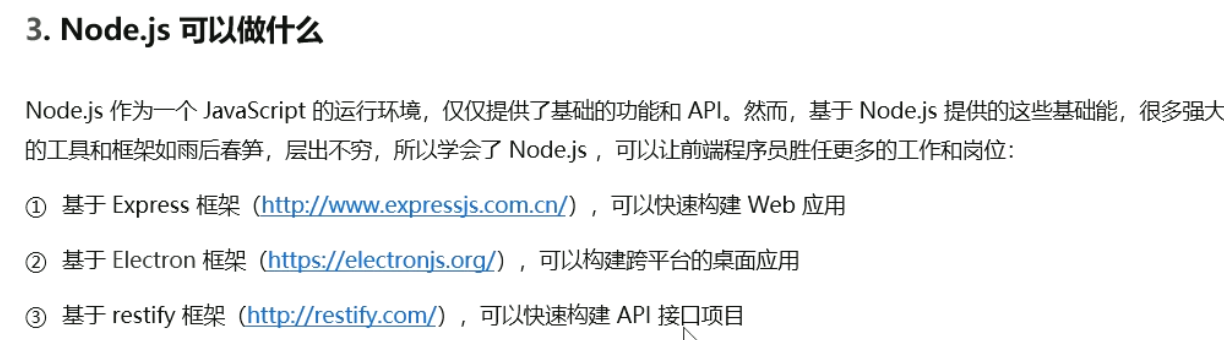 3. Node.js 可以做什么
Node.js 作为一个 JavaScript 的运行环境，仅仅提供了基础的功能和 API。然而，基于 Node.js 提供的这些基础能，很多强大
的工具和框架如雨后春笋，层出不穷，所以学会了 Node.js ，可以让前端程序员胜任更多的工作和岗位：
① 基于 Express 框架（http://www.expressjs.com.cn/），可以快速构建 Web 应用
② 基于 Electron 框架（https://electronjs.org/），可以构建跨平台的桌面应用
③ 基于 restify 框架（http://restify.com/），可以快速构建 API 接口项目